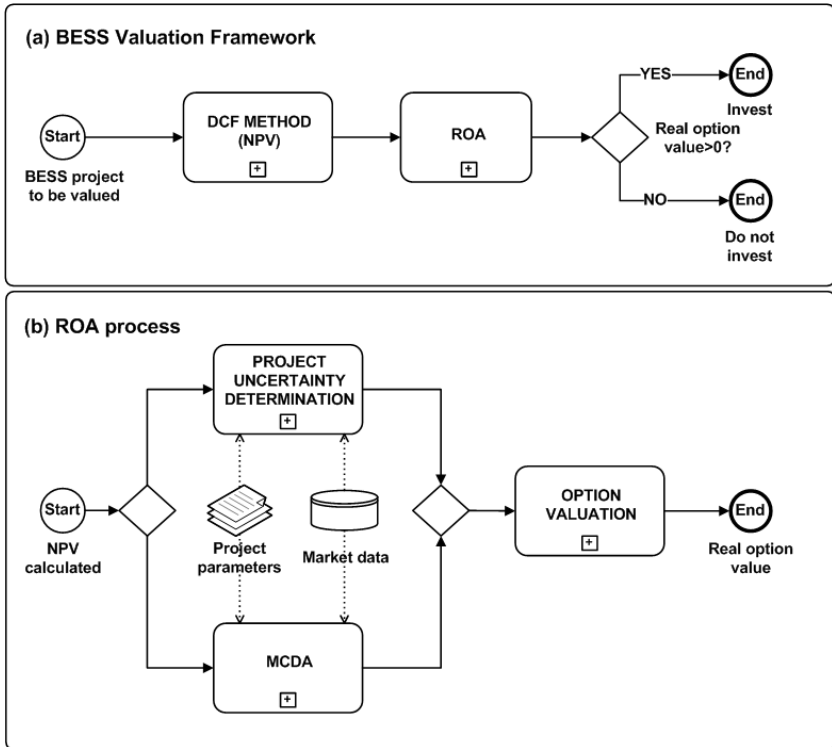 (a) BESS Valuation Framework
Start
BESS project
to be valued
DCF METHOD
(NPV)
+
ROA
+
YES
End
Invest
Real option
value>0?
NO
End
Do not
invest
(b) ROA process
Start
NPV
calculated
PROJECT
UNCERTAINTY
DETERMINATION
+
Project
parameters
Market data
MCDA
+
OPTION
VALUATION
+
End
Real option
value